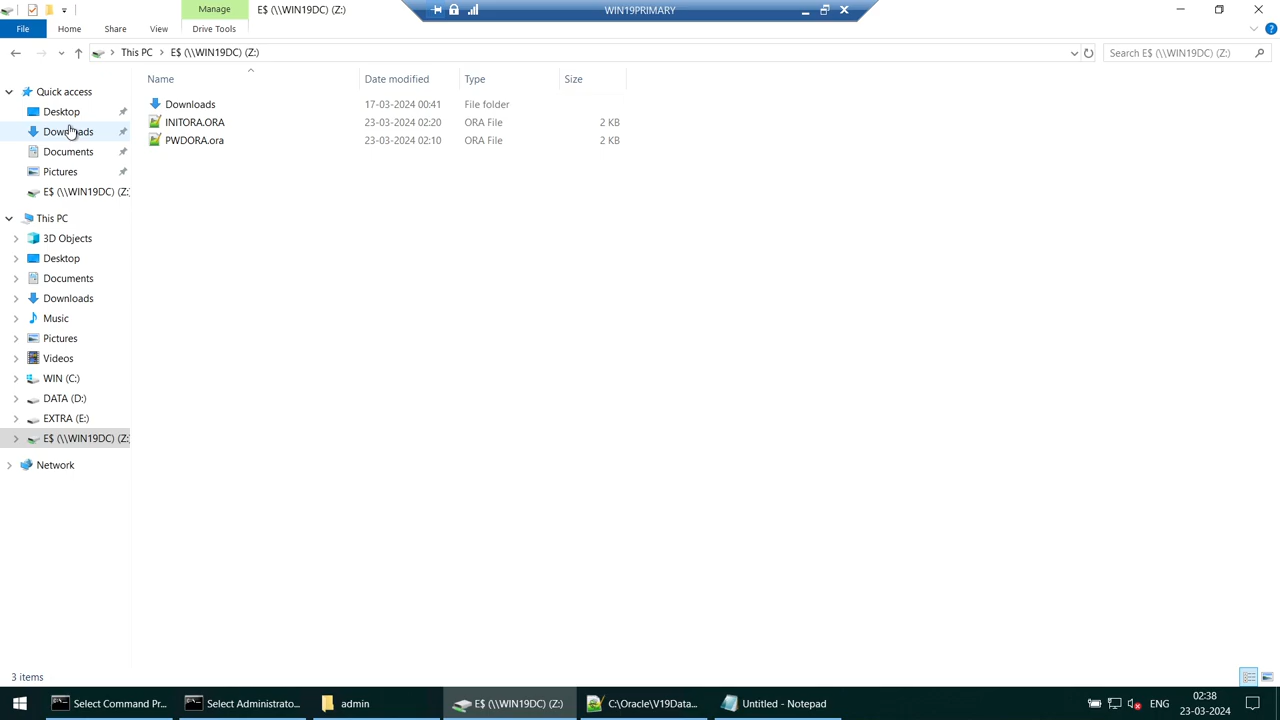 Manage
E$ (\\WIN19DC) (Z:)
WIN19PRIMARY
File
Home
Share
View
Drive Tools
This PC
E$ (\\WIN19DC) (Z:)
Search E$ (\\WIN19DC) (Z:)
Name
Date modified
Type
Size
Quick access
Desktop
Downloads
Documents
Pictures
E$ (\\WIN19DC) (Z:
This PC
3D Objects
Desktop
Documents
Downloads
Music
Pictures
Videos
WIN (C:)
DATA (D:)
EXTRA (E:)
E$ (\\WIN19DC) (Z:
Network
Downloads 17-03-2024 00:41 File folder
INITORA.ORA 23-03-2024 02:20 ORA File 2 KB
PWDORA.ora 23-03-2024 02:10 ORA File 2 KB
3 items
Select Command Pr...
Select Administrato...
admin
E$ (\\WIN19DC) (Z:)
C:\Oracle\V19Data...
Untitled - Notepad
ENG
02:38
23-03-2024